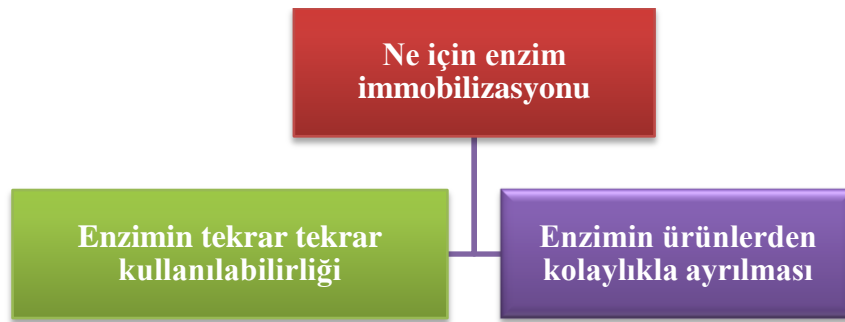 Ne için enzim
immobilizasyonu
Enzimin tekrar tekrar
kullanılabilirliği
Enzimin ürünlerden
kolaylıkla ayrılması